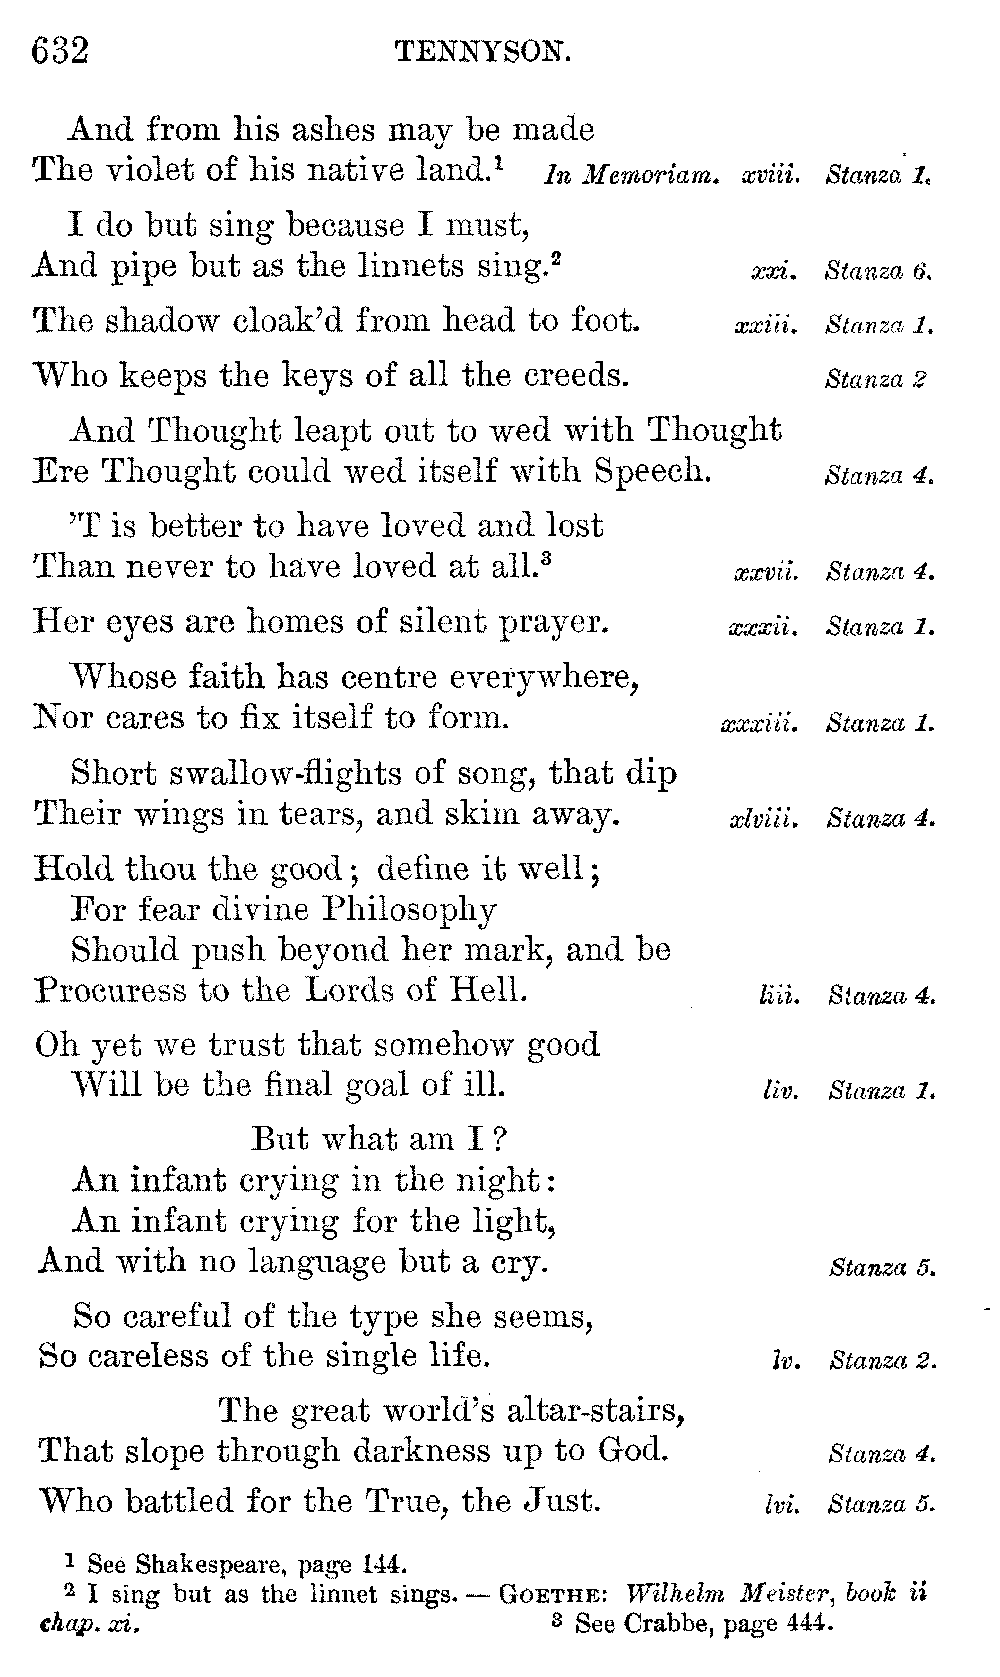 632 TENNYSON.
And from his ashes may be made
The violet of his native land.¹ In Memoriam. xviii. Stanza 1.
I do but sing because I must,
And pipe but as the linnets sing.² xxi. Stanza 6.
The shadow cloak'd from head to foot. xxiii. Stanza 1.
Who keeps the keys of all the creeds. Stanza 2
And Thought leapt out to wed with Thought
Ere Thought could wed itself with Speech. Stanza 4.
'T is better to have loved and lost
Than never to have loved at all.³ xxvii. Stanza 4.
Her eyes are homes of silent prayer. xxxii. Stanza 1.
Whose faith has centre everywhere,
Nor cares to fix itself to form. xxxiii. Stanza 1.
Short swallow-flights of song, that dip
Their wings in tears, and skim away. xlviii. Stanza 4.
Hold thou the good; define it well;
For fear divine Philosophy
Should push beyond her mark, and be
Procuress to the Lords of Hell. liii. Stanza 4.
Oh yet we trust that somehow good
Will be the final goal of ill. liv. Stanza 1.
But what am I?
An infant crying in the night:
An infant crying for the light,
And with no language but a cry. Stanza 5.
So careful of the type she seems,
So careless of the single life. lv. Stanza 2.
The great world's altar-stairs,
That slope through darkness up to God. Stanza 4.
Who battled for the True, the Just. lvi. Stanza 5.
¹ See Shakespeare, page 144.
² I sing but as the linnet sings. — GOETHE: Wilhelm Meister, book ii
chap. xi. ³ See Crabbe, page 444.